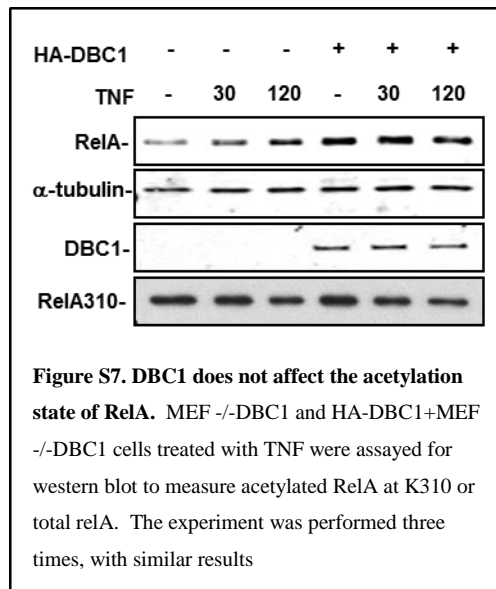 HA-DBC1 - - - + + +
TNF - 30 120 - 30 120
RelA-
α-tubulin-
DBC1-
RelA310-
Figure S7. DBC1 does not affect the acetylation
state of RelA. MEF -/-DBC1 and HA-DBC1+MEF
-/-DBC1 cells treated with TNF were assayed for
western blot to measure acetylated RelA at K310 or
total relA. The experiment was performed three
times, with similar results